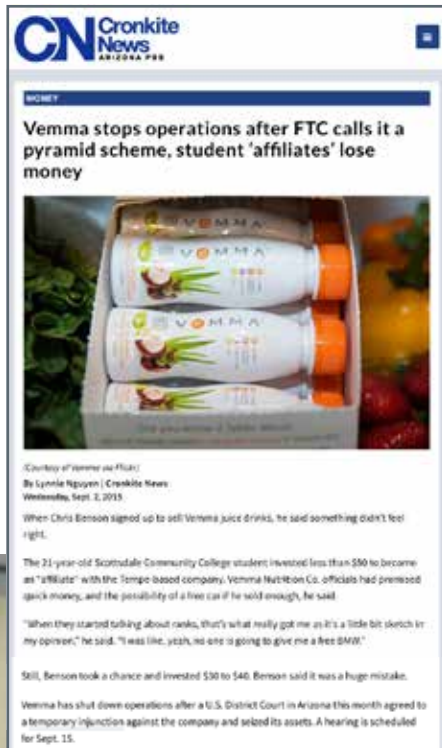 CN Cronkite
News
ARIZONA PBS
MONEY
Vemma stops operations after FTC calls it a
pyramid scheme, student ‘affiliates’ lose
money
VEMMA
VEMMA
VEMMA
(Courtesy of Vemma via Flickr)
By Lynnie Nguyen | Cronkite News
Wednesday, Sept. 2, 2015
When Chris Benson signed up to sell Vemma juice drinks, he said something didn’t feel
right.
The 21-year-old Scottsdale Community College student invested less than $50 to become
an “affiliate” with the Tempe-based company. Vemma Nutrition Co. officials had promised
quick money, and the possibility of a free car if he sold enough, he said.
“When they started talking about ranks, that’s what really got me as it’s a little bit sketch in
my opinion,” he said. “I was like, yeah, no one is going to give me a free BMW.”
Still, Benson took a chance and invested $30 to $40. Benson said it was a huge mistake.
Vemma has shut down operations after a U.S. District Court in Arizona this month agreed to
a temporary injunction against the company and seized its assets. A hearing is scheduled
for Sept. 15.